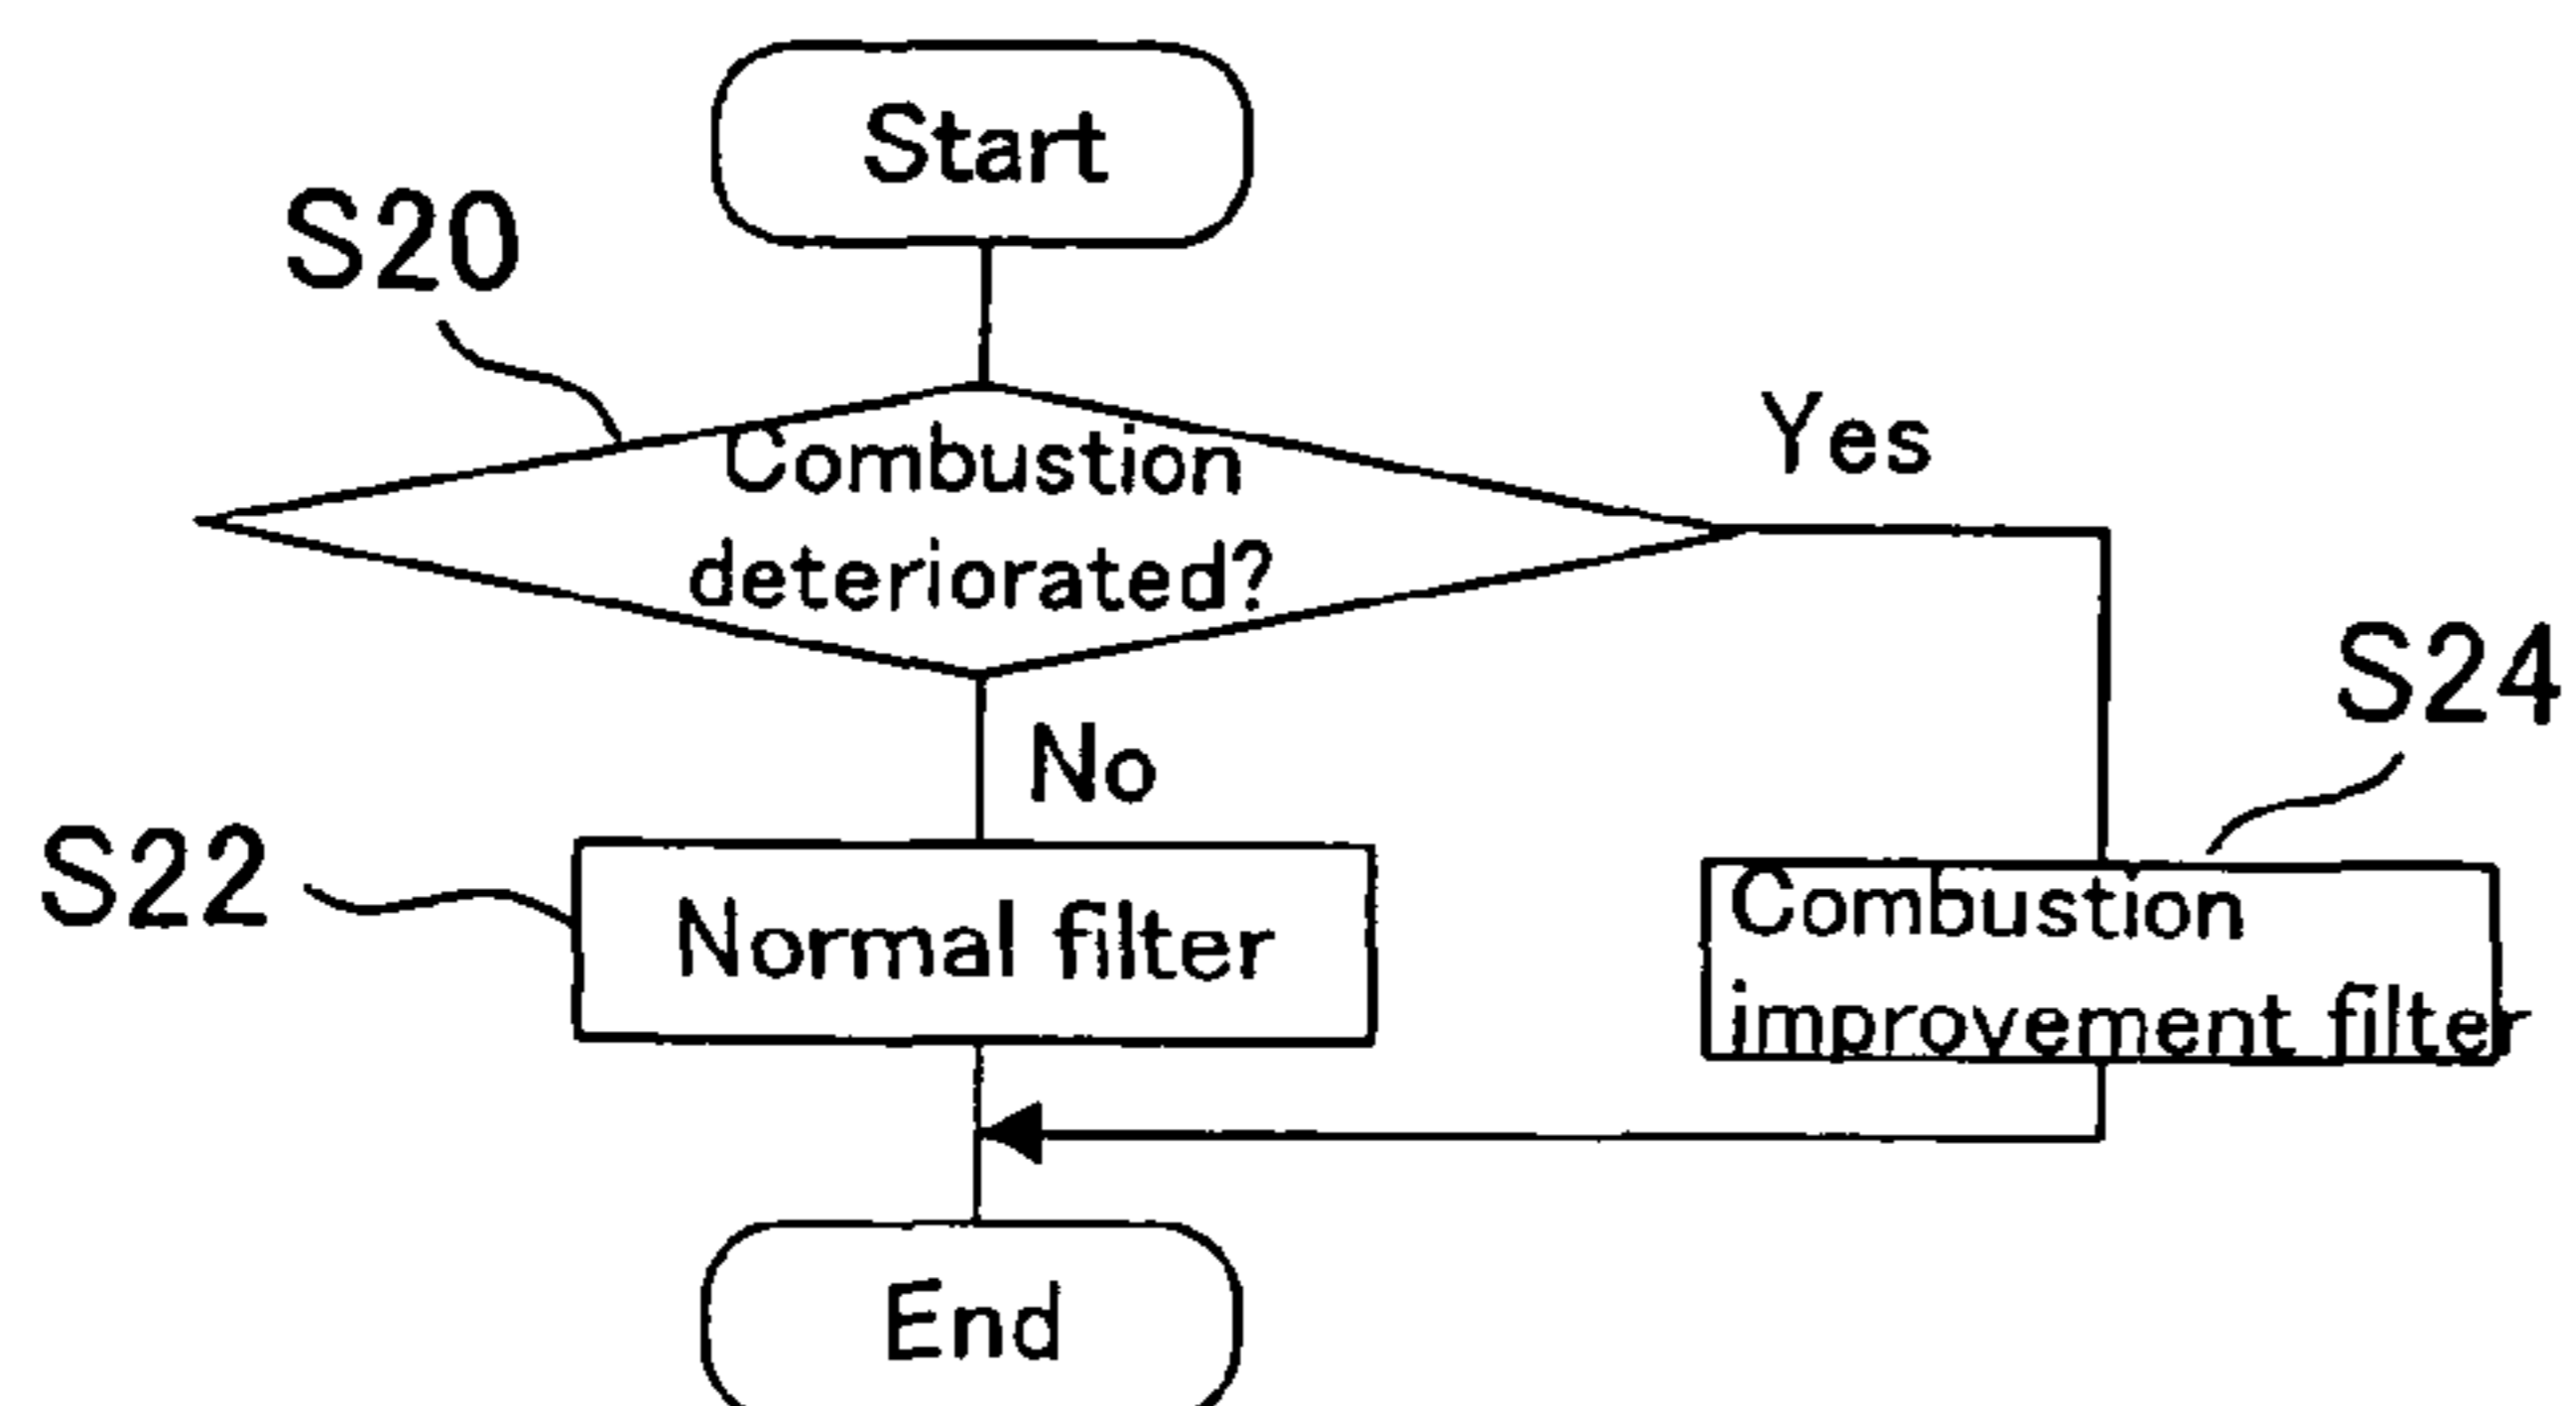 Start
S20
Combustion
deteriorated?
Yes
No
S24
S22
Normal filter
Combustion
improvement filter
End